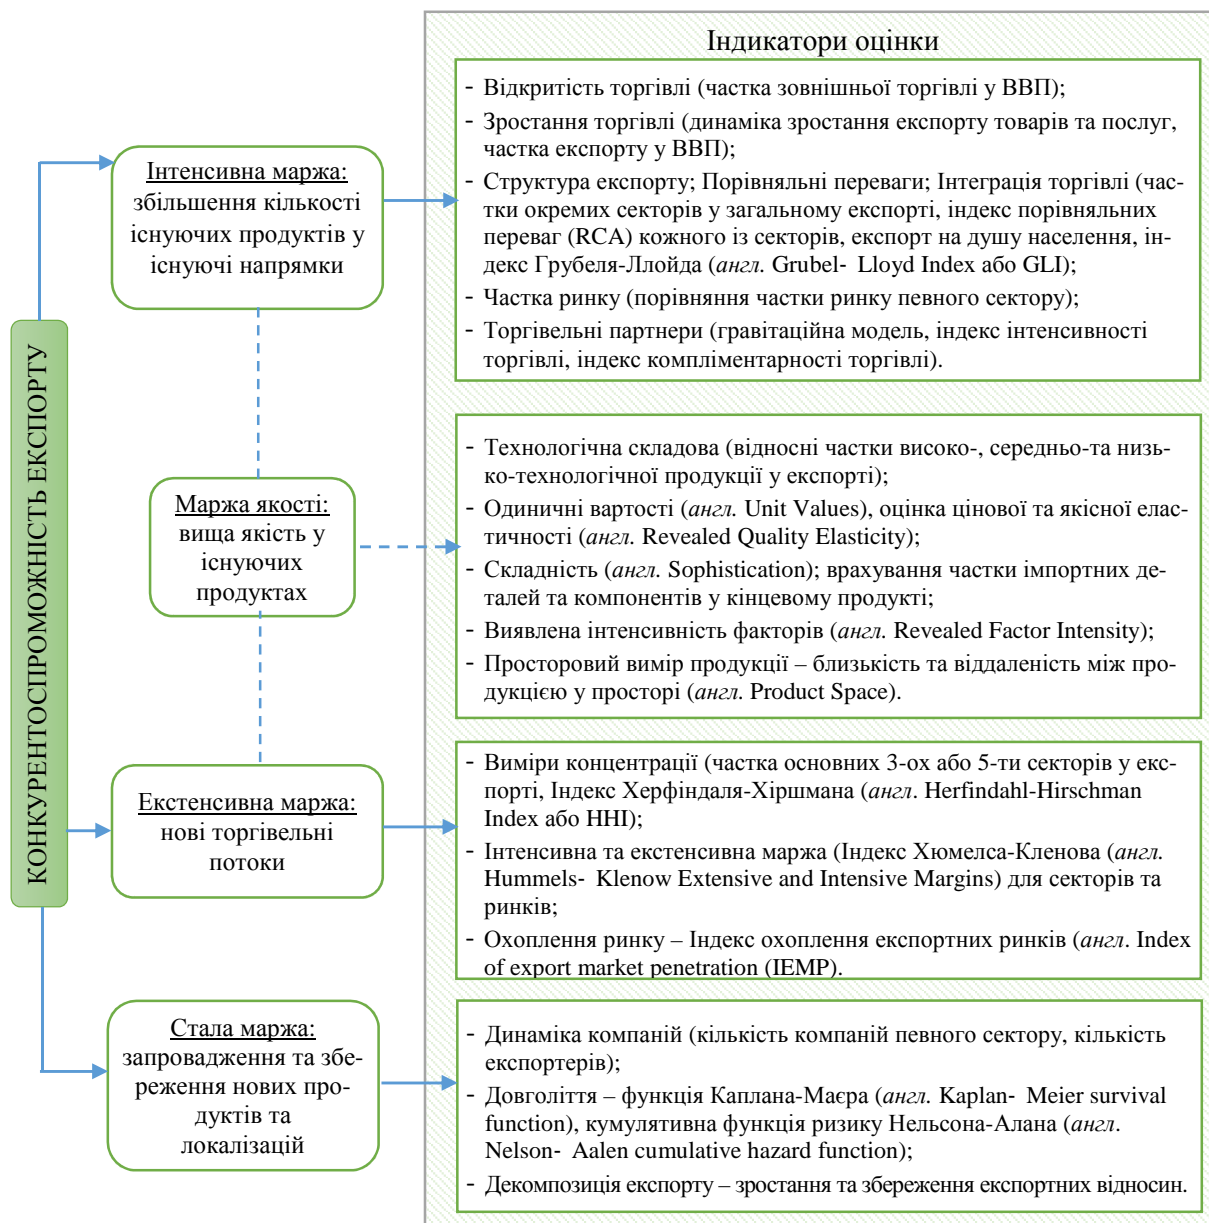 КОНКУРЕНТОСПРОМОЖНІСТЬ ЕКСПОРТУ
Індикатори оцінки
Інтенсивна маржа:
збільшення кількості
існуючих продуктів у
існуючі напрямки
- Відкритість торгівлі (частка зовнішньої торгівлі у ВВП);
- Зростання торгівлі (динаміка зростання експорту товарів та послуг,
частка експорту у ВВП);
- Структура експорту; Порівняльні переваги; Інтеграція торгівлі (час-
тки окремих секторів у загальному експорті, індекс порівняльних
переваг (RCA) кожного із секторів, експорт на душу населення, ін-
декс Грубеля-Ллойда (англ. Grubel- Lloyd Index або GLI);
- Частка ринку (порівняння частки ринку певного сектору);
- Торгівельні партнери (гравітаційна модель, індекс інтенсивності
торгівлі, індекс компліментарності торгівлі).
Маржа якості:
вища якість у
існуючих
продуктах
- Технологічна складова (відносні частки високо-, середньо-та низь-
ко-технологічної продукції у експорті);
- Одиничні вартості (англ. Unit Values), оцінка цінової та якісної елас-
тичності (англ. Revealed Quality Elasticity);
- Складність (англ. Sophistication); врахування частки імпортних де-
талей та компонентів у кінцевому продукті;
- Виявлена інтенсивність факторів (англ. Revealed Factor Intensity);
- Просторовий вимір продукції – близькість та віддаленість між про-
дукцією у просторі (англ. Product Space).
Екстенсивна маржа:
нові торгівельні
потоки
- Виміри концентрації (частка основних 3-ох або 5-ти секторів у екс-
порті, Індекс Херфіндаля-Хіршмана (англ. Herfindahl-Hirschman
Index або HHI);
- Інтенсивна та екстенсивна маржа (Індекс Хюмелса-Кленова (англ.
Hummels- Klenow Extensive and Intensive Margins) для секторів та
ринків;
- Охоплення ринку – Індекс охоплення експортних ринків (англ. Index
of export market penetration (IEMP).
Стала маржа:
запровадження та збе-
реження нових про-
дуктів та
локалізацій
- Динаміка компаній (кількість компаній певного сектору, кількість
експортерів);
- Довголіття – функція Каплана-Маєра (англ. Kaplan- Meier survival
function), кумулятивна функція ризику Нельсона-Алана (англ.
Nelson- Aalen cumulative hazard function);
- Декомпозиція експорту – зростання та збереження експортних відносин.